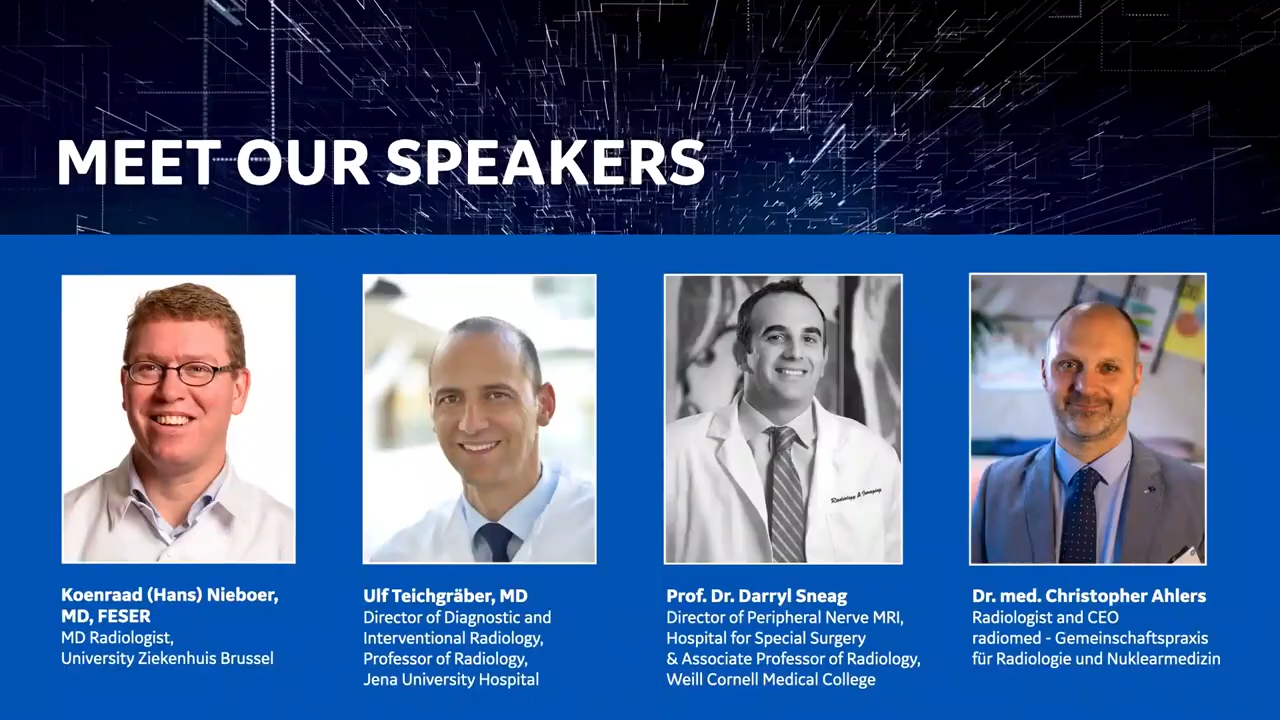 MEET OUR SPEAKERS
Koenraad (Hans) Nieboer,
MD, FESER
MD Radiologist,
University Ziekenhuis Brussel
Ulf Teichgräber, MD
Director of Diagnostic and
Interventional Radiology,
Professor of Radiology,
Jena University Hospital
Radiology & Imaging
Prof. Dr. Darryl Sneag
Director of Peripheral Nerve MRI,
Hospital for Special Surgery
& Associate Professor of Radiology,
Weill Cornell Medical College
Dr. med. Christopher Ahlers
Radiologist and CEO
radiomed - Gemeinschaftspraxis
für Radiologie und Nuklearmedizin